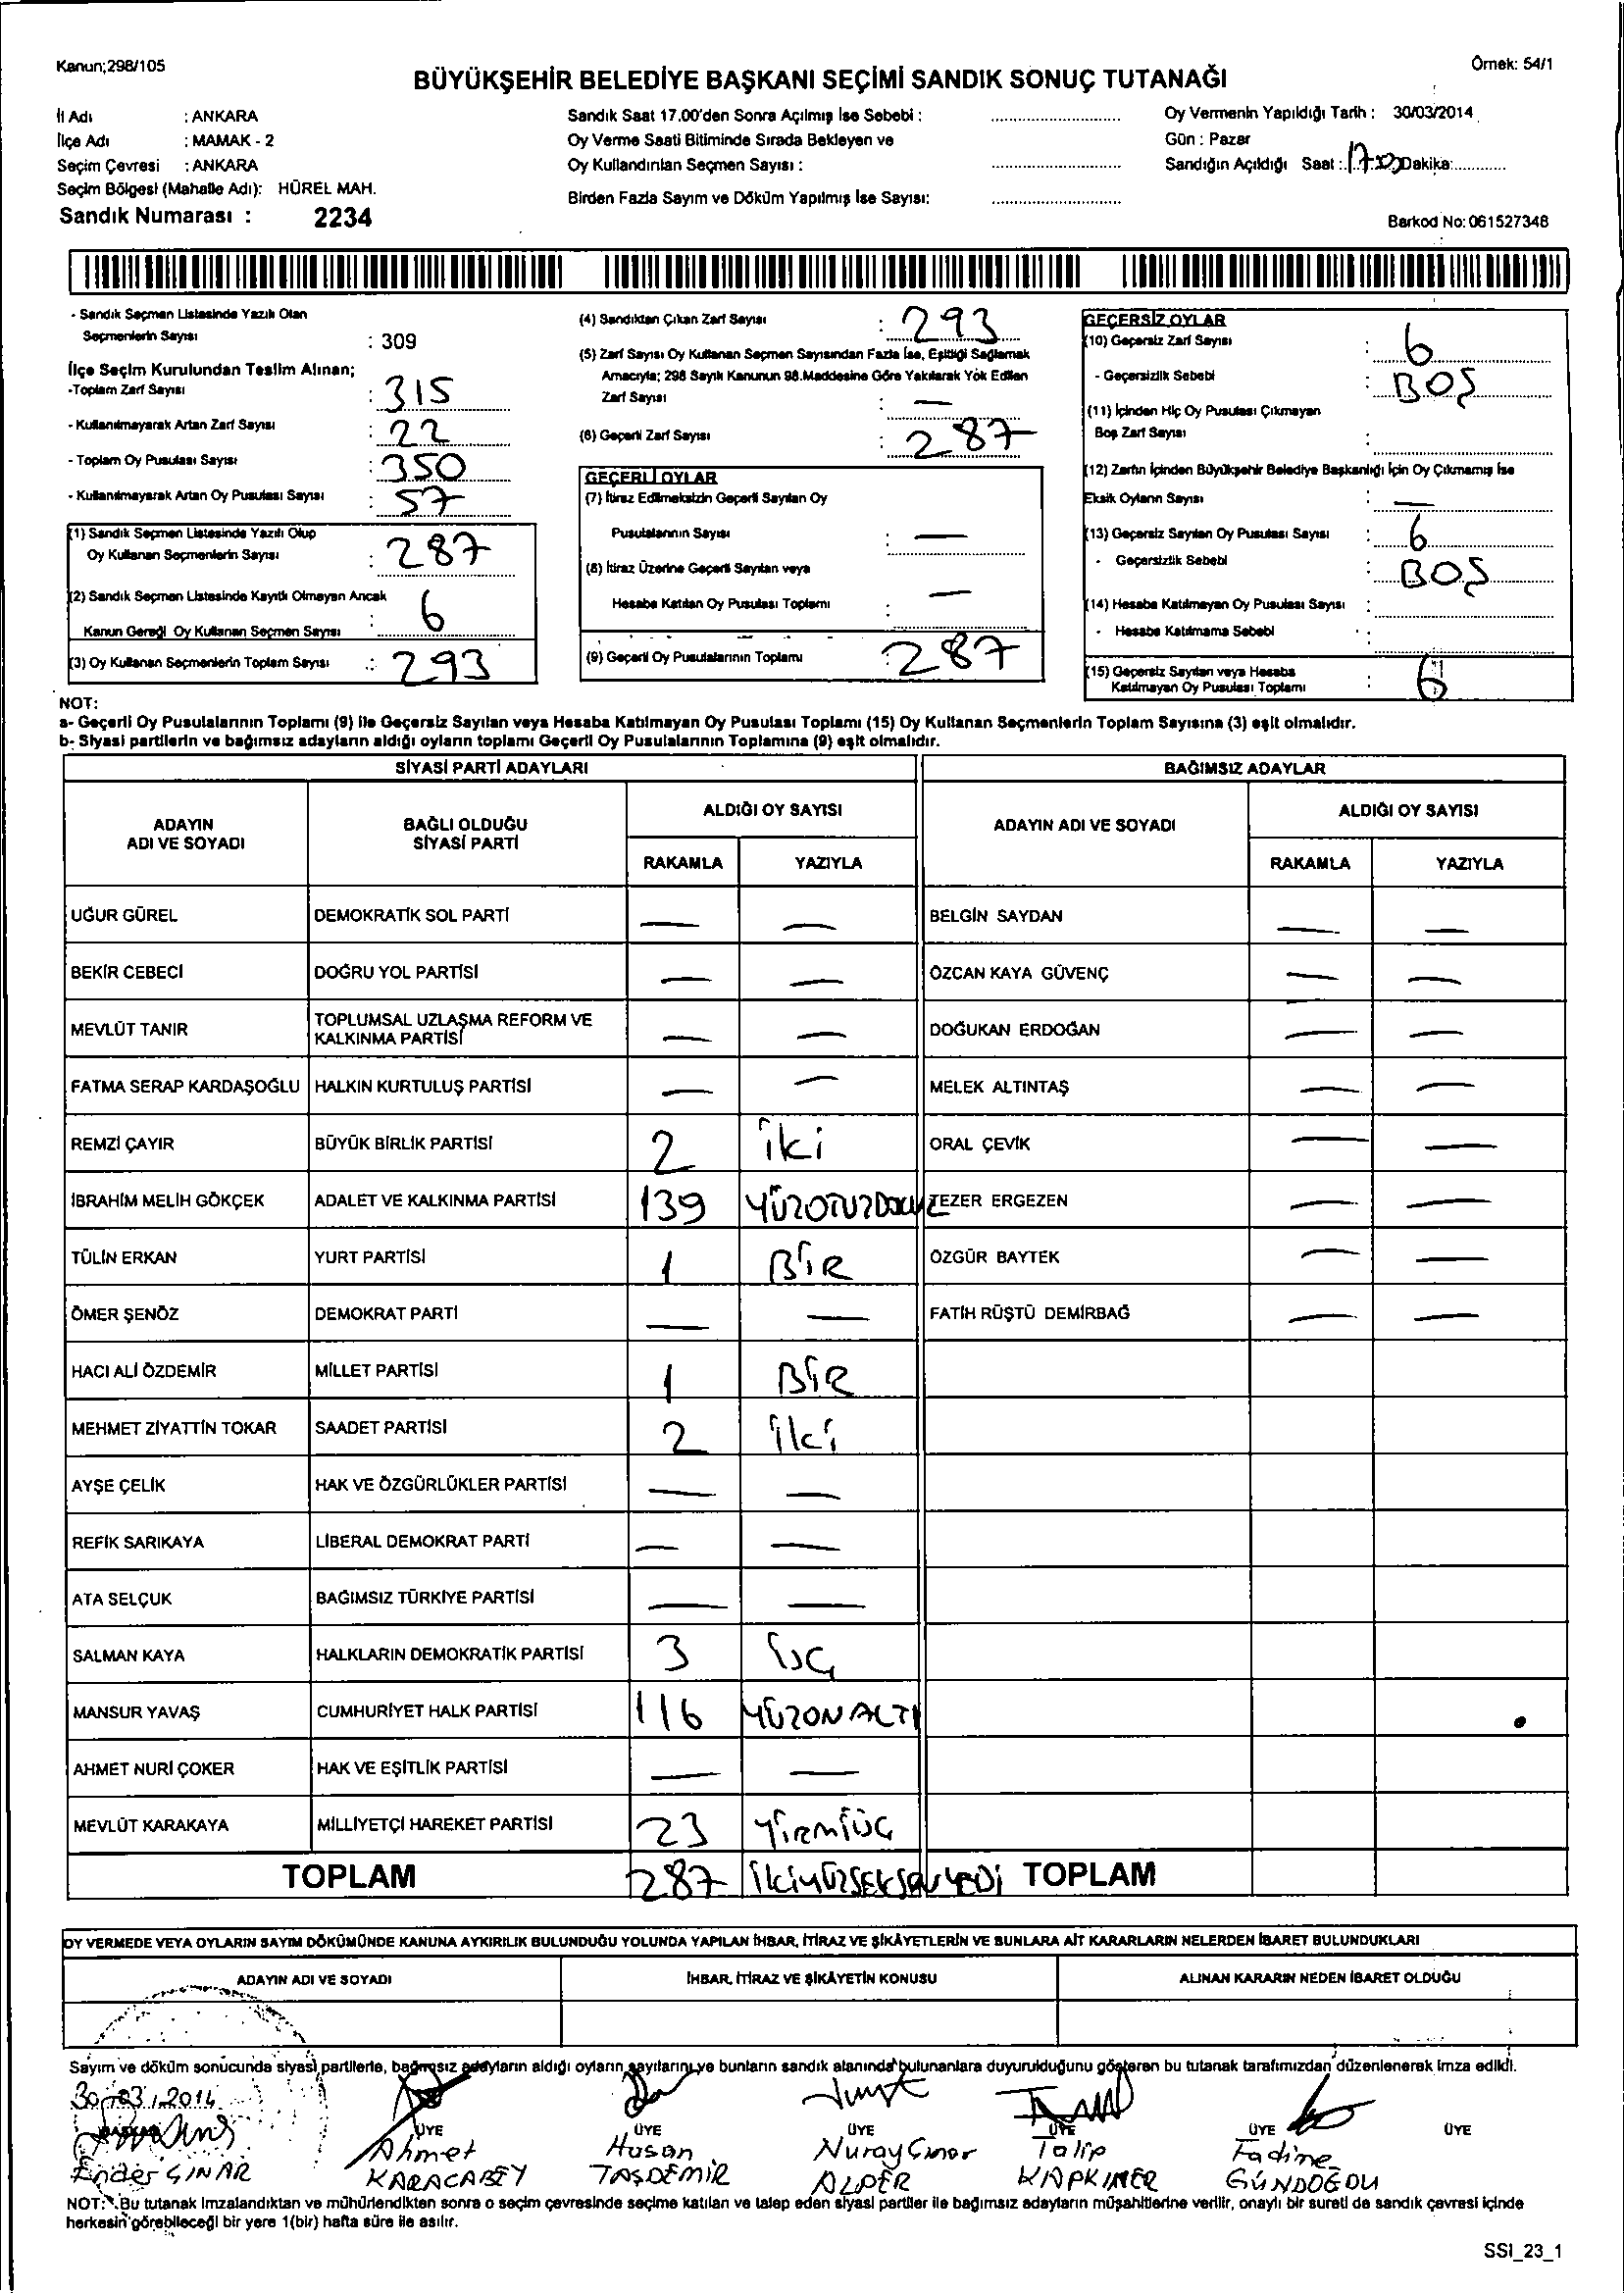 Kanun;298/105
Örnek: 54/1
BÜYÜKŞEHİR BELEDİYE BAŞKANI SEÇİMİ SANDIK SONUÇ TUTANAĞI
İl Adı : ANKARA
İlçe Adı : MAMAK - 2
Seçim Çevresi : ANKARA
Seçim Bölgesi (Mahalle Adı): HÜREL MAH.
Sandık Numarası : 2234
Sandık Saat 17.00'den Sonra Açılmış İse Sebebi :
Oy Verme Saati Bitiminde Sırada Bekleyen ve
Oy Kullandırılan Seçmen Sayısı :
Birden Fazla Sayım ve Döküm Yapılmış İse Sayısı:
Oy Vermenin Yapıldığı Tarih : 30/03/2014
Gün : Pazar
Sandığın Açıldığı Saat : 17.00 Dakika:
Barkod No: 061527348
- Sandık Seçmen Listesinde Yazılı Olan
Seçmenlerin Sayısı : 309
İlçe Seçim Kurulundan Teslim Alınan;
-Toplam Zarf Sayısı : 315
- Kullanılmayarak Artan Zarf Sayısı : 22
- Toplam Oy Pusulası Sayısı : 350
- Kullanılmayarak Artan Oy Pusulası Sayısı : 57
(1) Sandık Seçmen Listesinde Yazılı Olup
Oy Kullanan Seçmenlerin Sayısı : 287
(2) Sandık Seçmen Listesinde Kayıtlı Olmayan Ancak
Kanun Gereği Oy Kullanan Seçmen Sayısı : 6
(3) Oy Kullanan Seçmenlerin Toplam Sayısı : 293
(4) Sandıktan Çıkan Zarf Sayısı : 293
(5) Zarf Sayısı Oy Kullanan Seçmen Sayısından Fazla İse, Eşitliği Sağlamak
Amacıyla; 298 Sayılı Kanunun 98.Maddesine Göre Yakılarak Yok Edilen
Zarf Sayısı : —
(6) Geçerli Zarf Sayısı : 287
GEÇERLİ OYLAR
(7) İtiraz Edilmeksizin Geçerli Sayılan Oy
Pusulalarının Sayısı : —
(8) İtiraz Üzerine Geçerli Sayılan veya
Hesaba Katılan Oy Pusulası Toplamı : —
(9) Geçerli Oy Pusulalarının Toplamı : 287
GEÇERSİZ OYLAR
(10) Geçersiz Zarf Sayısı : 6
- Geçersizlik Sebebi : BOŞ
(11) İçinden Hiç Oy Pusulası Çıkmayan
Boş Zarf Sayısı :
(12) Zarfın İçinden Büyükşehir Belediye Başkanlığı İçin Oy Çıkmamış İse
Eksik Oyların Sayısı : —
(13) Geçersiz Sayılan Oy Pusulası Sayısı : 6
- Geçersizlik Sebebi : BOŞ
(14) Hesaba Katılmayan Oy Pusulası Sayısı :
- Hesaba Katılmama Sebebi :
(15) Geçersiz Sayılan veya Hesaba
Katılmayan Oy Pusulası Toplamı : 6
NOT:
a- Geçerli Oy Pusulalarının Toplamı (9) ile Geçersiz Sayılan veya Hesaba Katılmayan Oy Pusulası Toplamı (15) Oy Kullanan Seçmenlerin Toplam Sayısına (3) eşit olmalıdır.
b- Siyasi partilerin ve bağımsız adayların aldığı oyların toplamı Geçerli Oy Pusulalarının Toplamına (9) eşit olmalıdır.
SİYASİ PARTİ ADAYLARI BAĞIMSIZ ADAYLAR
ADAYIN ADI VE SOYADI BAĞLI OLDUĞU SİYASİ PARTİ ALDIĞI OY SAYISI ADAYIN ADI VE SOYADI ALDIĞI OY SAYISI
RAKAMLA YAZIYLA RAKAMLA YAZIYLA
UĞUR GÜREL DEMOKRATİK SOL PARTİ — — BELGİN SAYDAN — —
BEKİR CEBECİ DOĞRU YOL PARTİSİ — — ÖZCAN KAYA GÜVENÇ — —
MEVLÜT TANIR TOPLUMSAL UZLAŞMA REFORM VE KALKINMA PARTİSİ — — DOĞUKAN ERDOĞAN — —
FATMA SERAP KARDAŞOĞLU HALKIN KURTULUŞ PARTİSİ — — MELEK ALTINTAŞ — —
REMZİ ÇAYIR BÜYÜK BİRLİK PARTİSİ 2 iki ORAL ÇEVİK — —
İBRAHİM MELİH GÖKÇEK ADALET VE KALKINMA PARTİSİ 139 YÜZOTUZDOKUZ TEZER ERGEZEN — —
TÜLİN ERKAN YURT PARTİSİ 1 BİR ÖZGÜR BAYTEK — —
ÖMER ŞENÖZ DEMOKRAT PARTİ — — FATİH RÜŞTÜ DEMİRBAĞ — —
HACI ALİ ÖZDEMİR MİLLET PARTİSİ 1 BİR
MEHMET ZİYATTİN TOKAR SAADET PARTİSİ 2 iki
AYŞE ÇELİK HAK VE ÖZGÜRLÜKLER PARTİSİ — —
REFİK SARIKAYA LİBERAL DEMOKRAT PARTİ — —
ATA SELÇUK BAĞIMSIZ TÜRKİYE PARTİSİ — —
SALMAN KAYA HALKLARIN DEMOKRATİK PARTİSİ 3 üç
MANSUR YAVAŞ CUMHURİYET HALK PARTİSİ 116 YÜZONALTI
AHMET NURİ ÇOKER HAK VE EŞİTLİK PARTİSİ — —
MEVLÜT KARAKAYA MİLLİYETÇİ HAREKET PARTİSİ 23 Yirmiüç
TOPLAM 287 İKİYÜZSEKSENYEDİ TOPLAM
OY VERMEDE VEYA OYLARIN SAYIM DÖKÜMÜNDE KANUNA AYKIRILIK BULUNDUĞU YOLUNDA YAPILAN İHBAR, İTİRAZ VE ŞİKÂYETLERİN VE BUNLARA AİT KARARLARIN NELERDEN İBARET BULUNDUKLARI
ADAYIN ADI VE SOYADI İHBAR, İTİRAZ VE ŞİKÂYETİN KONUSU ALINAN KARARIN NEDEN İBARET OLDUĞU
Sayım ve döküm sonucunda siyasi partilerle, bağımsız adayların aldığı oyların sayılarını ve bunların sandık alanında bulunanlara duyurulduğunu gösteren bu tutanak tarafımızdan düzenlenerek imza edildi.
30/03/2014
BAŞKAN ÜYE ÜYE ÜYE ÜYE ÜYE ÜYE
Ender ÇINAR Ahmet KARACABEY Hasan TAŞDEMİR Nuray Çınar ALPER Talip KAPKINER Fadime GÜNDOĞDU
NOT: Bu tutanak imzalandıktan ve mühürlendikten sonra o seçim çevresinde seçime katılan ve talep eden siyasi partiler ile bağımsız adayların müşahitlerine verilir, onaylı bir sureti de sandık çevresi içinde
herkesin görebileceği bir yere 1(bir) hafta süre ile asılır.
SSI_23_1